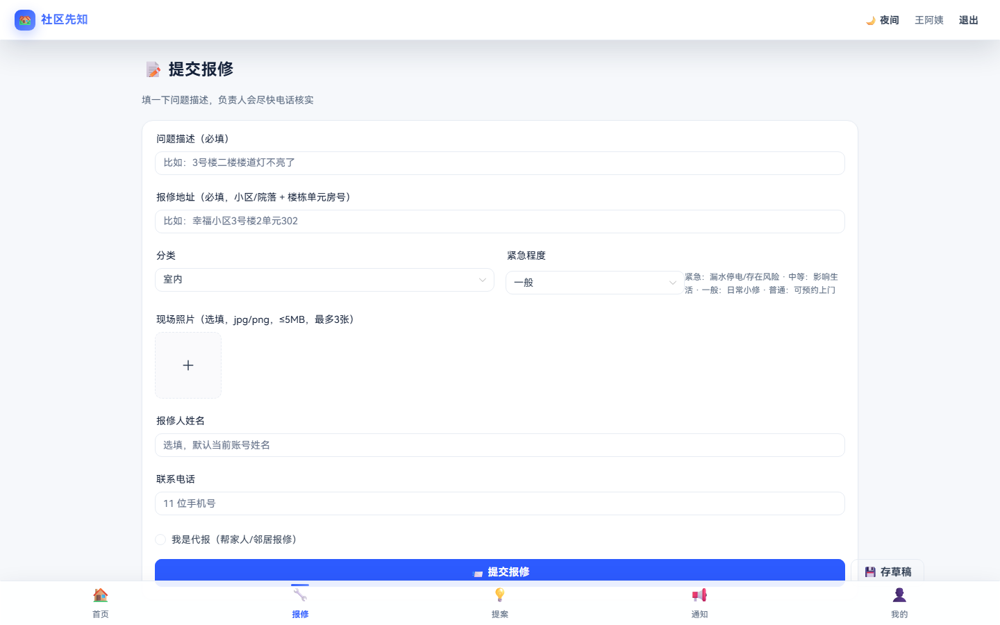 社区先知
夜间 王阿姨 退出
提交报修
填一下问题描述，负责人会尽快电话核实
问题描述（必填）
比如：3号楼二楼楼道灯不亮了
报修地址（必填，小区/院落 + 楼栋单元房号）
比如：幸福小区3号楼2单元302
分类
室内
紧急程度
一般
紧急：漏水停电/存在风险 · 中等：影响生
活 · 一般：日常小修 · 普通：可预约上门
现场照片（选填，jpg/png，≤5MB，最多3张）
报修人姓名
选填，默认当前账号姓名
联系电话
11 位手机号
我是代报（帮家人/邻居报修）
提交报修 存草稿
首页 报修 提案 通知 我的